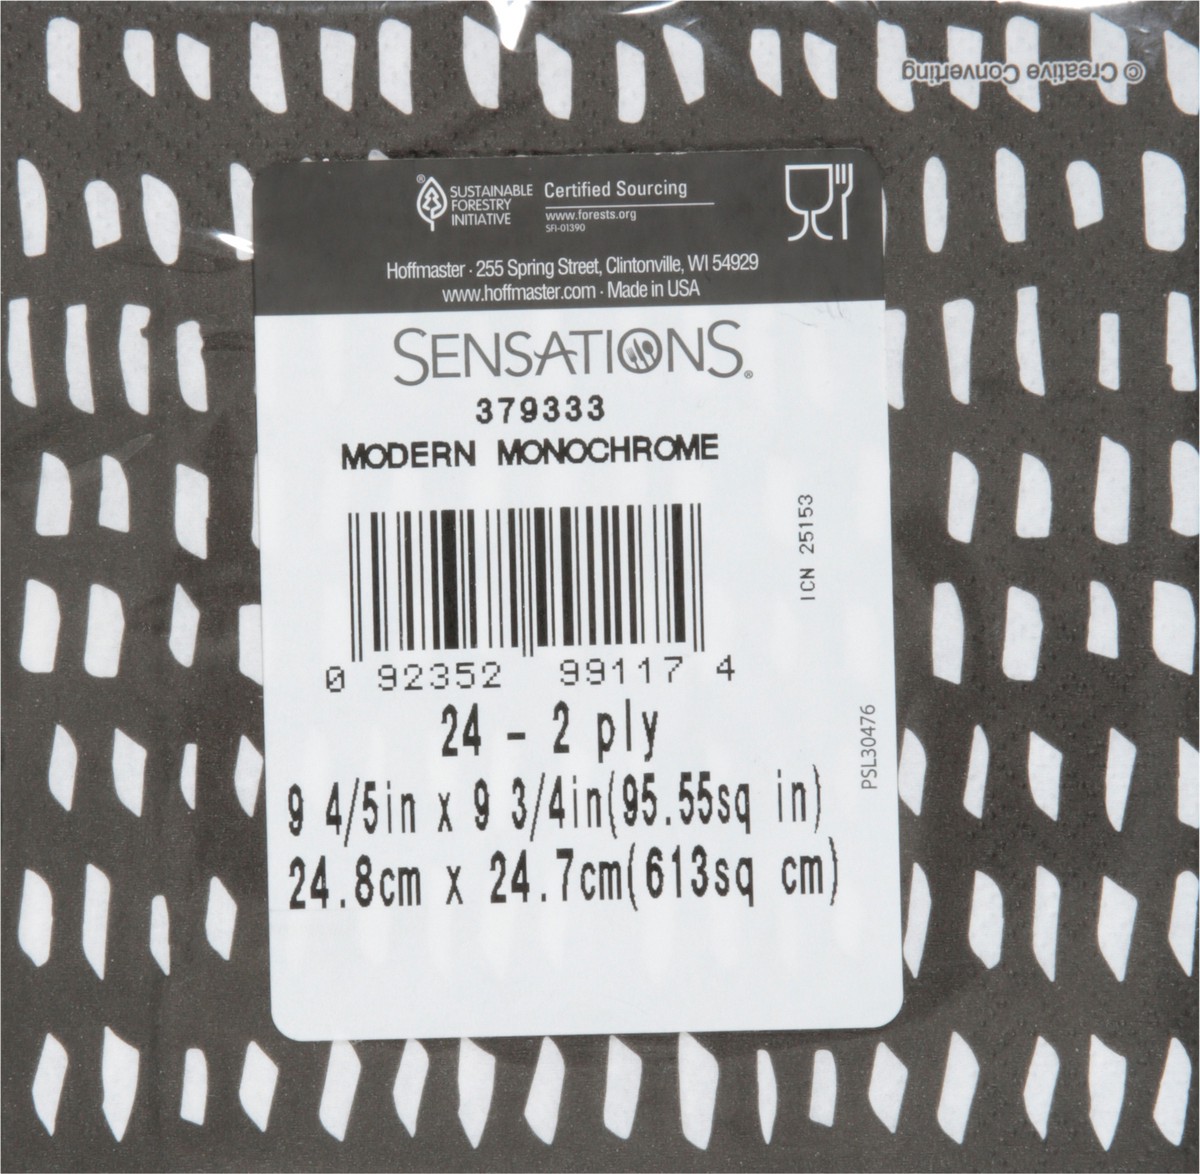 © Creative Converting
® SUSTAINABLE FORESTRY INITIATIVE
Certified Sourcing
www.forests.org
SFI-01390
Hoffmaster · 255 Spring Street, Clintonville, WI 54929
www.hoffmaster.com · Made in USA
SENSATIONS®
379333
MODERN MONOCHROME
ICN 25153
0 92352 99117 4
24 - 2 ply
PSL30476
9 4/5in x 9 3/4in(95.55sq in)
24.8cm x 24.7cm(613sq cm)